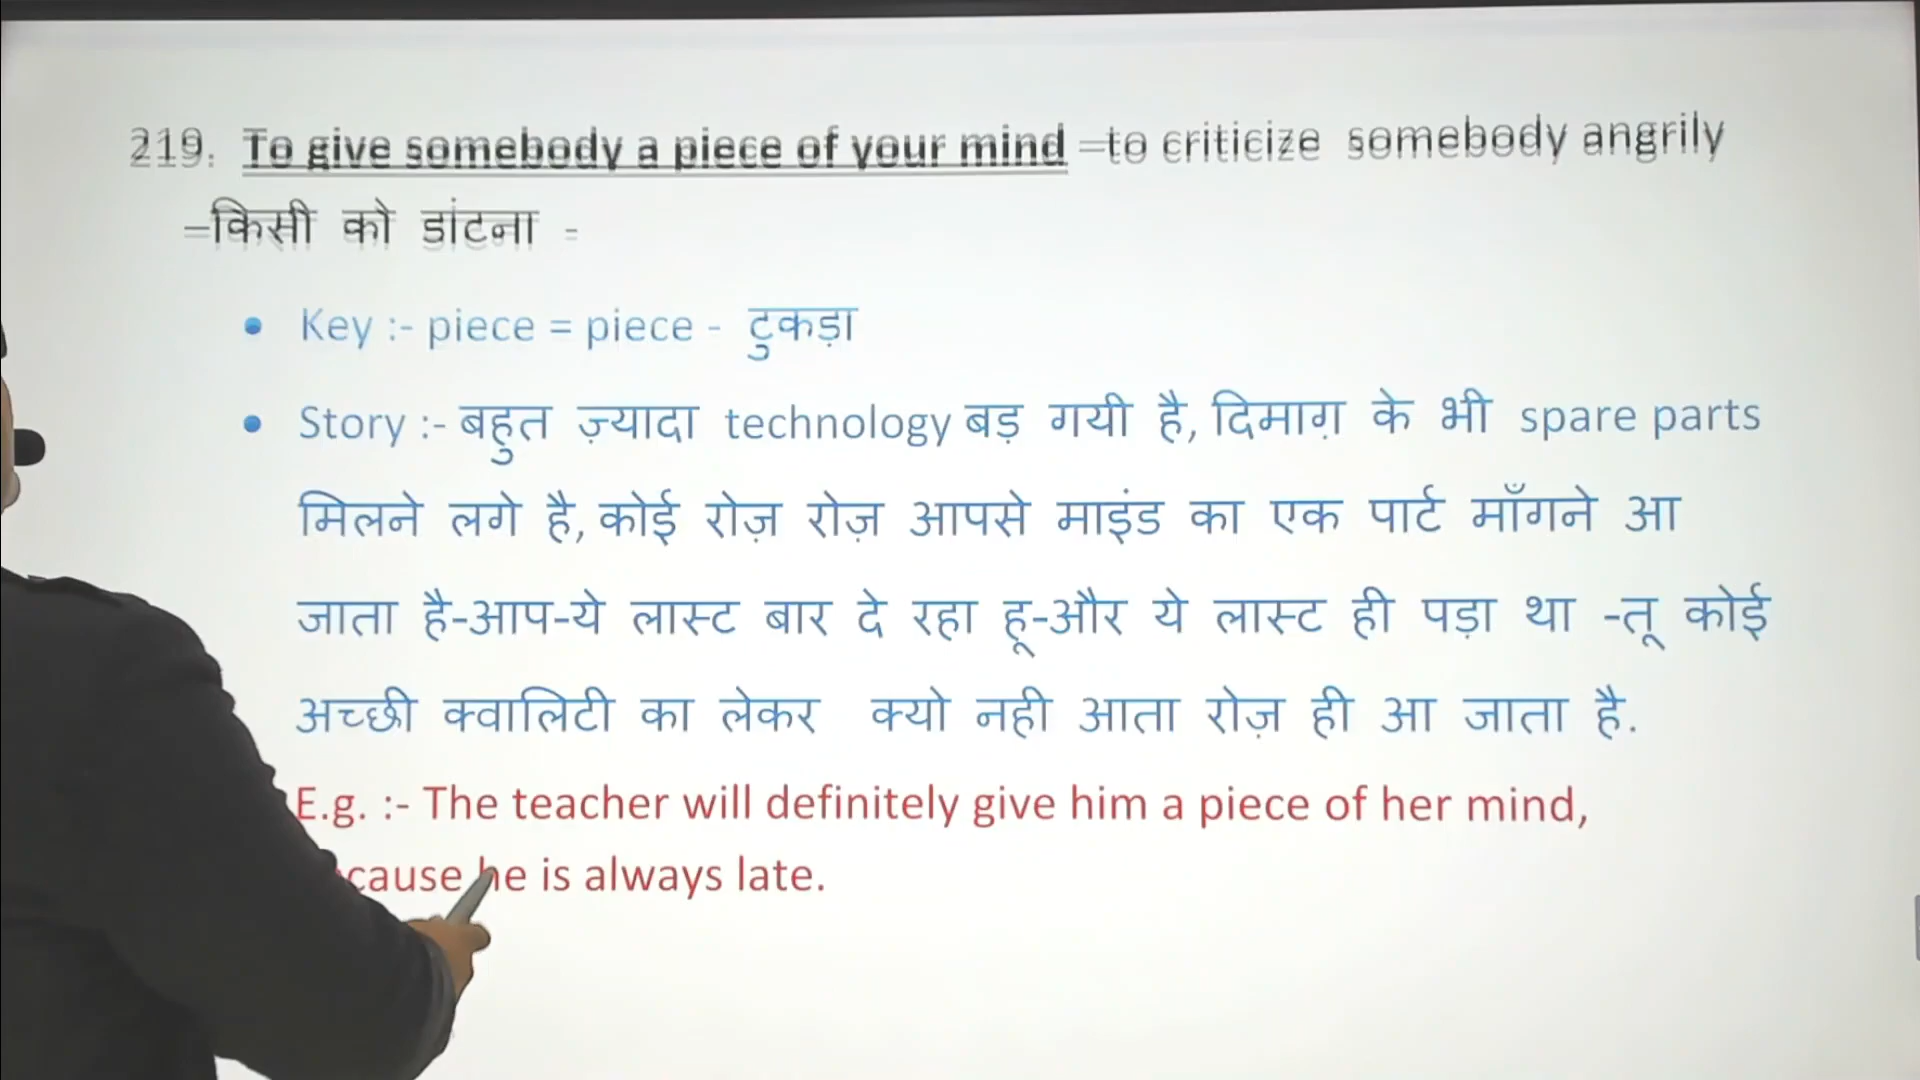 219. To give somebody a piece of your mind –to criticize somebody angrily
–किसी को डांटना -
• Key :- piece = piece - टुकड़ा
• Story :- बहुत ज़्यादा technology बड़ गयी है, दिमाग़ के भी spare parts
मिलने लगे है, कोई रोज़ रोज़ आपसे माइंड का एक पार्ट माँगने आ
जाता है-आप-ये लास्ट बार दे रहा हू-और ये लास्ट ही पड़ा था -तू कोई
अच्छी क्वालिटी का लेकर क्यो नही आता रोज़ ही आ जाता है.
E.g. :- The teacher will definitely give him a piece of her mind,
cause he is always late.